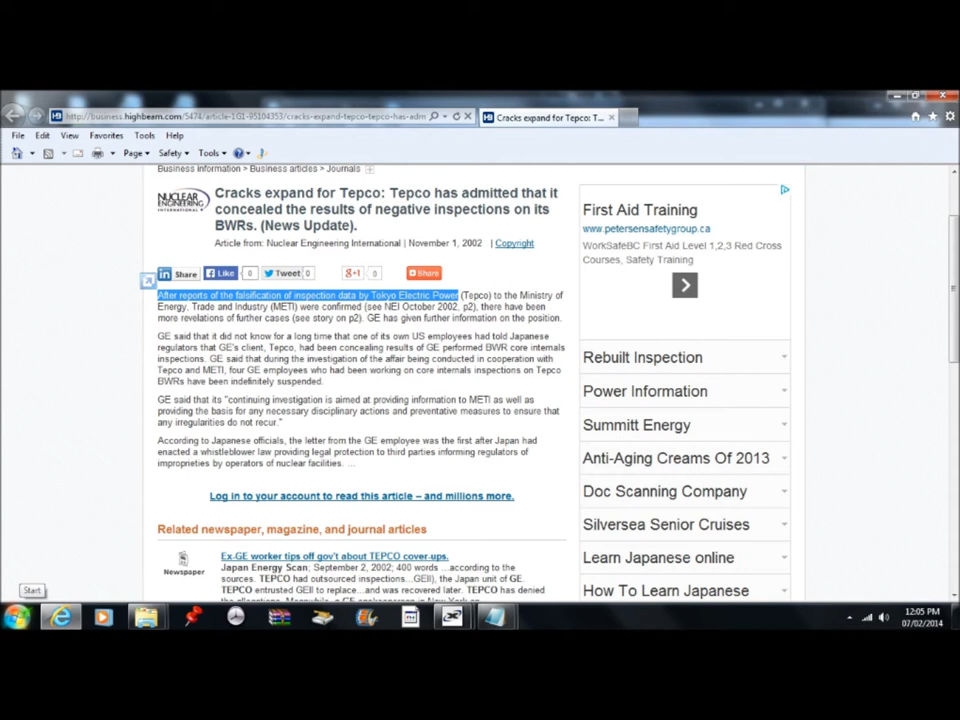 http://business.highbeam.com/5474/article-1G1-95104353/cracks-expand-tepco-tepco-has-adm
Cracks expand for Tepco: T...
File Edit View Favorites Tools Help
Page Safety Tools
Business information > Business articles > Journals
NUCLEAR ENGINEERING INTERNATIONAL
Cracks expand for Tepco: Tepco has admitted that it
concealed the results of negative inspections on its
BWRs. (News Update).
Article from: Nuclear Engineering International | November 1, 2002 | Copyright
Share Like 0 Tweet 0 +1 0 Share
After reports of the falsification of inspection data by Tokyo Electric Power (Tepco) to the Ministry of
Energy, Trade and Industry (METI) were confirmed (see NEI October 2002, p2), there have been
more revelations of further cases (see story on p2). GE has given further information on the position.
GE said that it did not know for a long time that one of its own US employees had told Japanese
regulators that GE's client, Tepco, had been concealing results of GE performed BWR core internals
inspections. GE said that during the investigation of the affair being conducted in cooperation with
Tepco and METI, four GE employees who had been working on core internals inspections on Tepco
BWRs have been indefinitely suspended.
GE said that its "continuing investigation is aimed at providing information to METI as well as
providing the basis for any necessary disciplinary actions and preventative measures to ensure that
any irregularities do not recur."
According to Japanese officials, the letter from the GE employee was the first after Japan had
enacted a whistleblower law providing legal protection to third parties informing regulators of
improprieties by operators of nuclear facilities. ...
Log in to your account to read this article – and millions more.
Related newspaper, magazine, and journal articles
Newspaper
Ex-GE worker tips off gov't about TEPCO cover-ups.
Japan Energy Scan; September 2, 2002; 400 words ...according to the
sources. TEPCO had outsourced inspections...GEII), the Japan unit of GE.
TEPCO entrusted GEII to replace...and was recovered later. TEPCO has denied
First Aid Training
www.petersensafetygroup.ca
WorkSafeBC First Aid Level 1,2,3 Red Cross
Courses, Safety Training
Rebuilt Inspection
Power Information
Summitt Energy
Anti-Aging Creams Of 2013
Doc Scanning Company
Silversea Senior Cruises
Learn Japanese online
How To Learn Japanese
Start
12:05 PM
07/02/2014